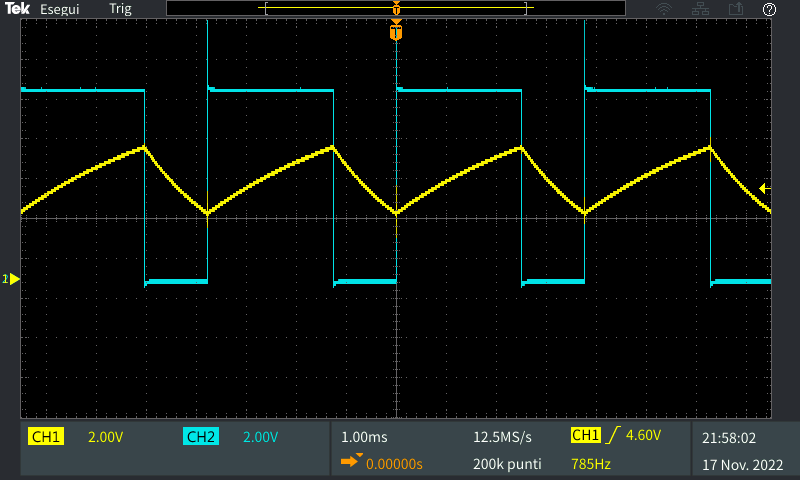 Tek Esegui Trig
T
T
CH1 2.00V CH2 2.00V 1.00ms 12.5MS/s CH1 4.60V 21:58:02
0.00000s 200k punti 785Hz 17 Nov. 2022